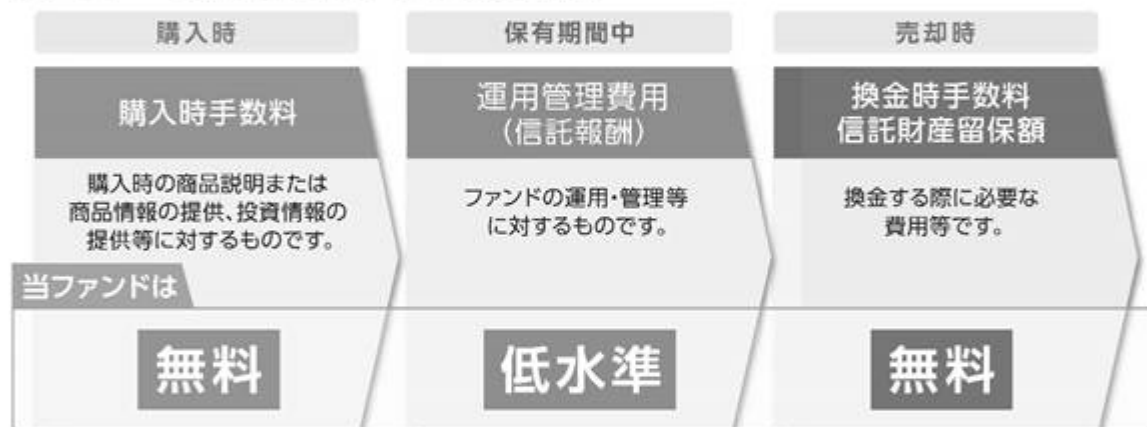 購入時
保有期間中
売却時
購入時手数料
運用管理費用
(信託報酬)
換金時手数料
信託財産留保額
購入時の商品説明または
商品情報の提供、投資情報の
提供等に対するものです。
ファンドの運用・管理等
に対するものです。
換金する際に必要な
費用等です。
当ファンドは
無料
低水準
無料